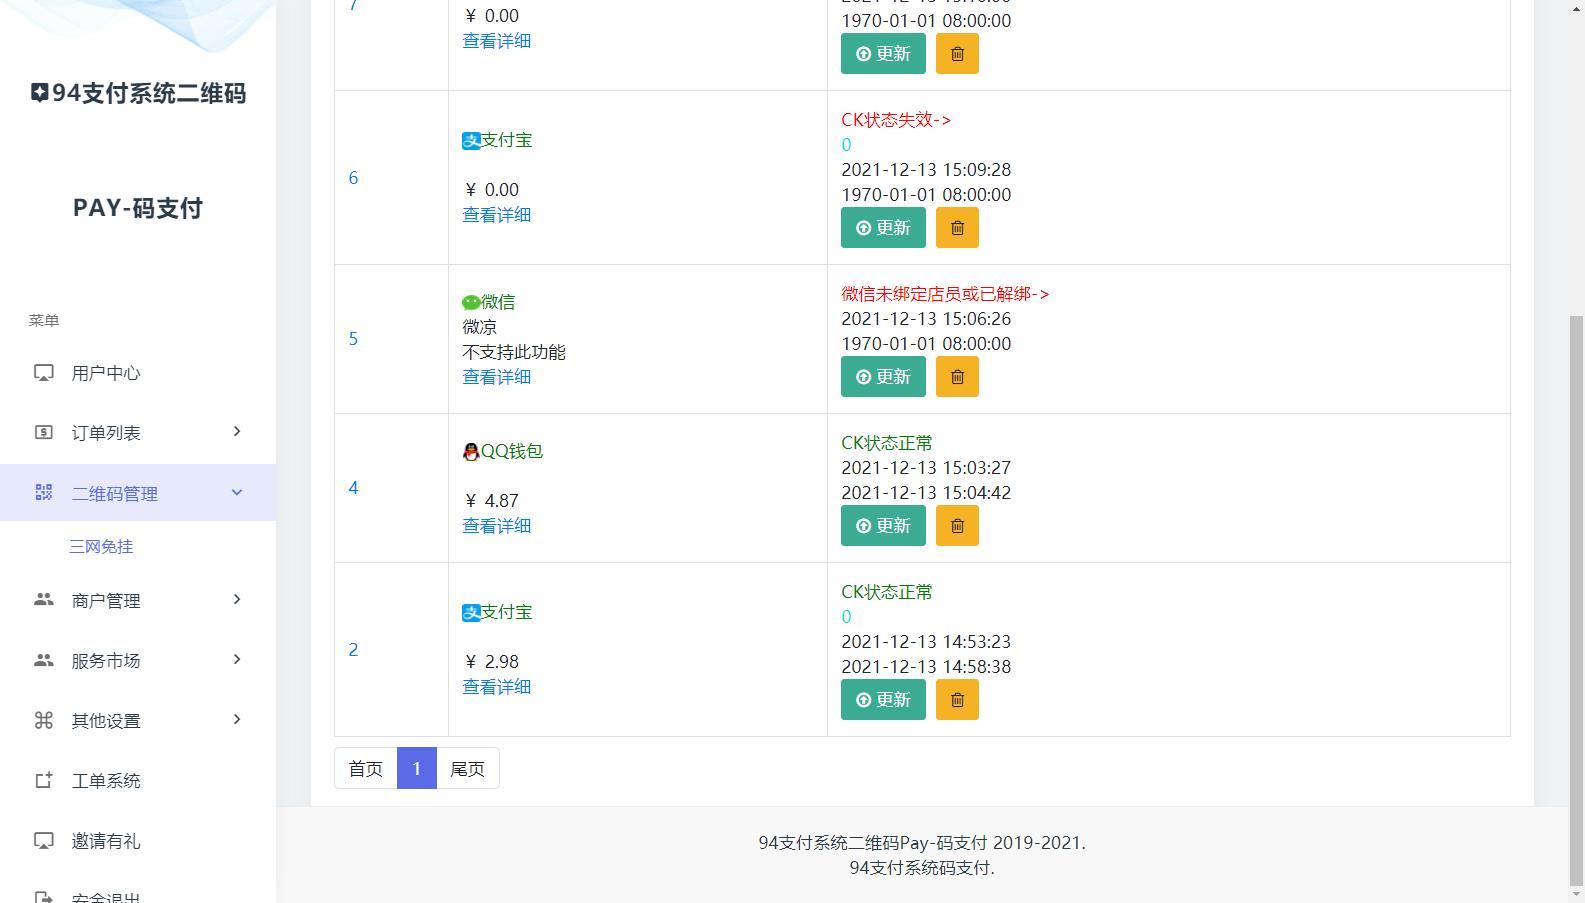 94支付系统二维码
PAY-码支付
菜单
用户中心
订单列表
二维码管理
三网免挂
商户管理
服务市场
其他设置
工单系统
邀请有礼
安全退出
7
¥ 0.00
查看详细
1970-01-01 08:00:00
更新
6
支付宝
¥ 0.00
查看详细
CK状态失效->
0
2021-12-13 15:09:28
1970-01-01 08:00:00
更新
5
微信
微凉
不支持此功能
查看详细
微信未绑定店员或已解绑->
2021-12-13 15:06:26
1970-01-01 08:00:00
更新
4
QQ钱包
¥ 4.87
查看详细
CK状态正常
2021-12-13 15:03:27
2021-12-13 15:04:42
更新
2
支付宝
¥ 2.98
查看详细
CK状态正常
0
2021-12-13 14:53:23
2021-12-13 14:58:38
更新
首页 1 尾页
94支付系统二维码Pay-码支付 2019-2021.
94支付系统码支付.